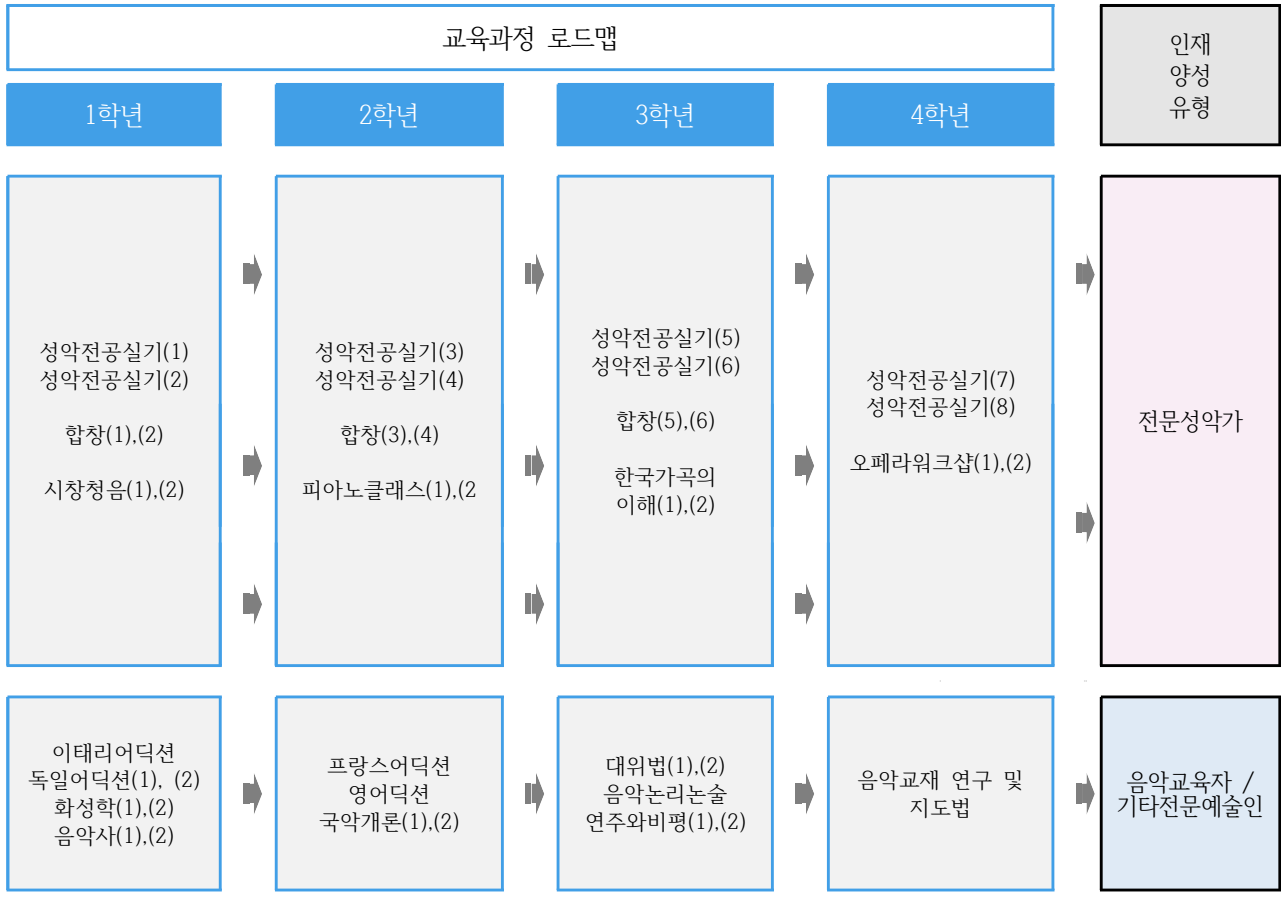 교육과정 로드맵
인재
양성
유형
1학년
2학년
3학년
4학년
성악전공실기(1)
성악전공실기(2)
합창(1),(2)
시창청음(1),(2)
성악전공실기(3)
성악전공실기(4)
합창(3),(4)
피아노클래스(1),(2
성악전공실기(5)
성악전공실기(6)
합창(5),(6)
한국가곡의
이해(1),(2)
성악전공실기(7)
성악전공실기(8)
오페라워크샵(1),(2)
전문성악가
이태리어딕션
독일어딕션(1), (2)
화성학(1),(2)
음악사(1),(2)
프랑스어딕션
영어딕션
국악개론(1),(2)
대위법(1),(2)
음악논리논술
연주와비평(1),(2)
음악교재 연구 및
지도법
음악교육자 /
기타전문예술인